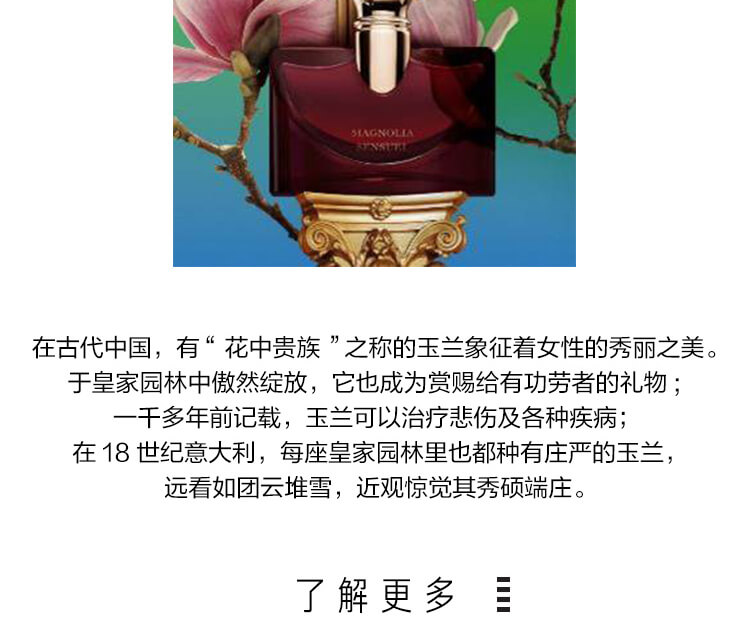 MAGNOLIA
SENSUEL
在古代中国，有“花中贵族”之称的玉兰象征着女性的秀丽之美。
于皇家园林中傲然绽放，它也成为赏赐给有功劳者的礼物；
一千多年前记载，玉兰可以治疗悲伤及各种疾病；
在18世纪意大利，每座皇家园林里也都种有庄严的玉兰，
远看如团云堆雪，近观惊觉其秀硕端庄。
了解更多